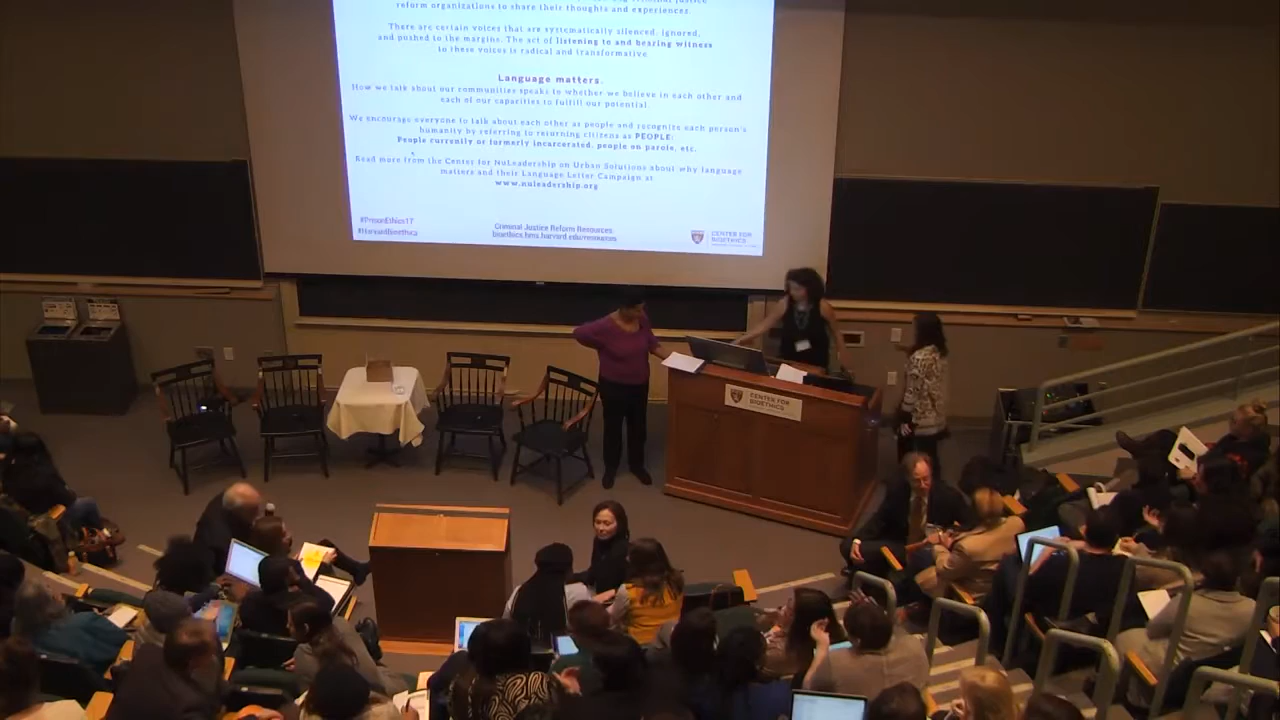 reform organizations to share their thoughts and experiences.
There are certain voices that are systematically silenced, ignored,
and pushed to the margins. The act of listening to and bearing witness
to these voices is radical and transformative.
Language matters.
How we talk about our communities speaks to whether we believe in each other and
each of our capacities to fulfill our potential.
We encourage everyone to talk about each other as people and recognize each person's
humanity by referring to returning citizens as PEOPLE:
People currently or formerly incarcerated, people on parole, etc.
Read more from the Center for NuLeadership on Urban Solutions about why language
matters and their Language Letter Campaign at
www.nuleadership.org
#PrisonEthics17
#HarvardBioethics
Criminal Justice Reform Resources:
bioethics.hms.harvard.edu/resources
CENTER FOR
BIOETHICS
CENTER FOR
BIOETHICS